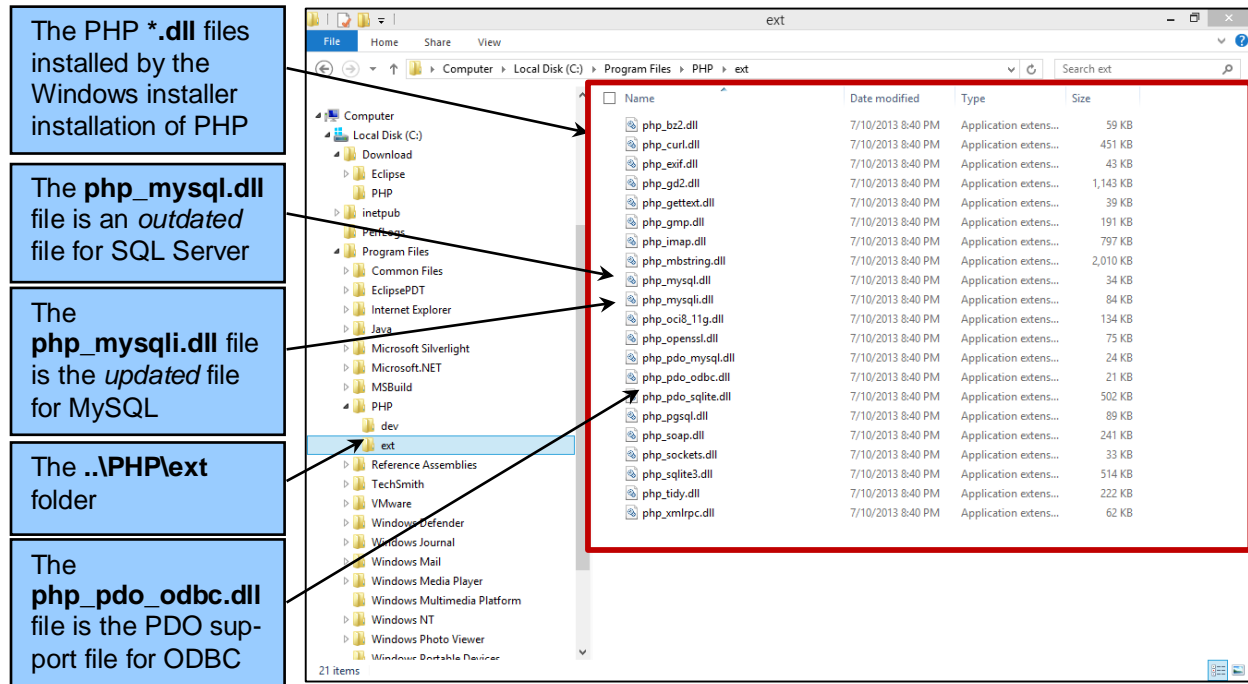 The PHP *.dll files
installed by the
Windows installer
installation of PHP
The php_mysql.dll
file is an outdated
file for SQL Server
The
php_mysqli.dll file
is the updated file
for MySQL
The ..\PHP\ext
folder
The
php_pdo_odbc.dll
file is the PDO sup-
port file for ODBC
ext
File Home Share View
Computer Local Disk (C:) Program Files PHP ext Search ext
Computer
Local Disk (C:)
Download
Eclipse
PHP
inetpub
PerfLogs
Program Files
Common Files
EclipsePDT
Internet Explorer
Java
Microsoft Silverlight
Microsoft.NET
MSBuild
PHP
dev
ext
Reference Assemblies
TechSmith
VMware
Windows Defender
Windows Journal
Windows Mail
Windows Media Player
Windows Multimedia Platform
Windows NT
Windows Photo Viewer
Windows Portable Devices
Name Date modified Type Size
php_bz2.dll 7/10/2013 8:40 PM Application extens... 59 KB
php_curl.dll 7/10/2013 8:40 PM Application extens... 451 KB
php_exif.dll 7/10/2013 8:40 PM Application extens... 43 KB
php_gd2.dll 7/10/2013 8:40 PM Application extens... 1,143 KB
php_gettext.dll 7/10/2013 8:40 PM Application extens... 39 KB
php_gmp.dll 7/10/2013 8:40 PM Application extens... 191 KB
php_imap.dll 7/10/2013 8:40 PM Application extens... 797 KB
php_mbstring.dll 7/10/2013 8:40 PM Application extens... 2,010 KB
php_mysql.dll 7/10/2013 8:40 PM Application extens... 34 KB
php_mysqli.dll 7/10/2013 8:40 PM Application extens... 84 KB
php_oci8_11g.dll 7/10/2013 8:40 PM Application extens... 134 KB
php_openssl.dll 7/10/2013 8:40 PM Application extens... 75 KB
php_pdo_mysql.dll 7/10/2013 8:40 PM Application extens... 24 KB
php_pdo_odbc.dll 7/10/2013 8:40 PM Application extens... 21 KB
php_pdo_sqlite.dll 7/10/2013 8:40 PM Application extens... 502 KB
php_pgsql.dll 7/10/2013 8:40 PM Application extens... 89 KB
php_soap.dll 7/10/2013 8:40 PM Application extens... 241 KB
php_sockets.dll 7/10/2013 8:40 PM Application extens... 33 KB
php_sqlite3.dll 7/10/2013 8:40 PM Application extens... 514 KB
php_tidy.dll 7/10/2013 8:40 PM Application extens... 222 KB
php_xmlrpc.dll 7/10/2013 8:40 PM Application extens... 62 KB
21 items